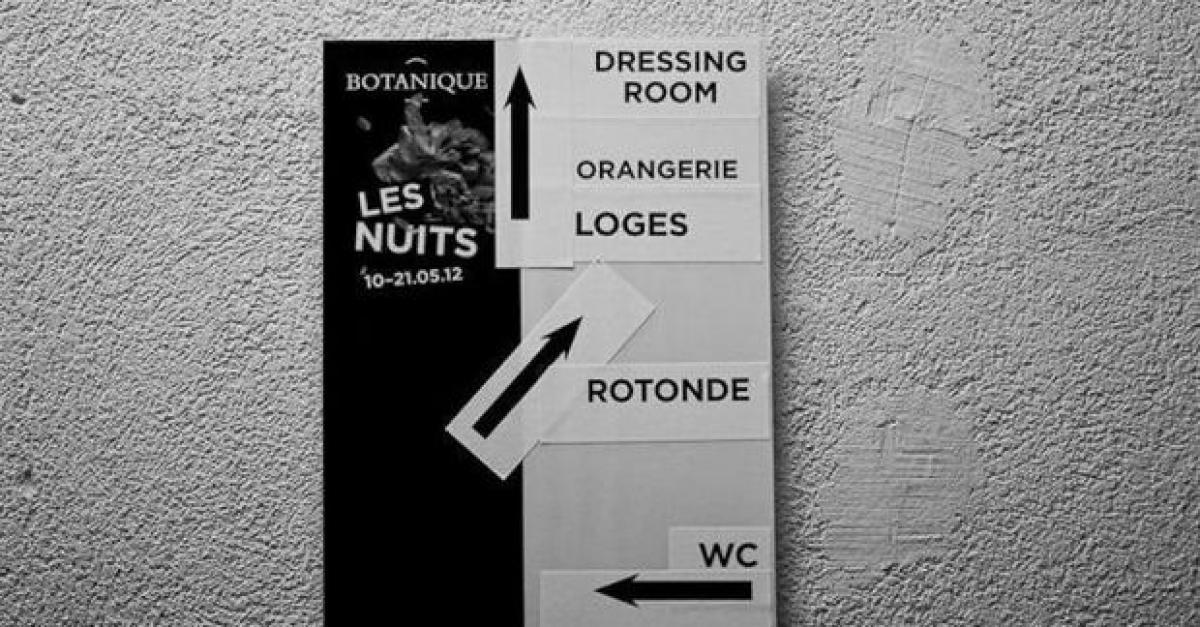 BOTANIQUE
LES
NUITS
10-21.05.12
DRESSING
ROOM
ORANGERIE
LOGES
ROTONDE
WC